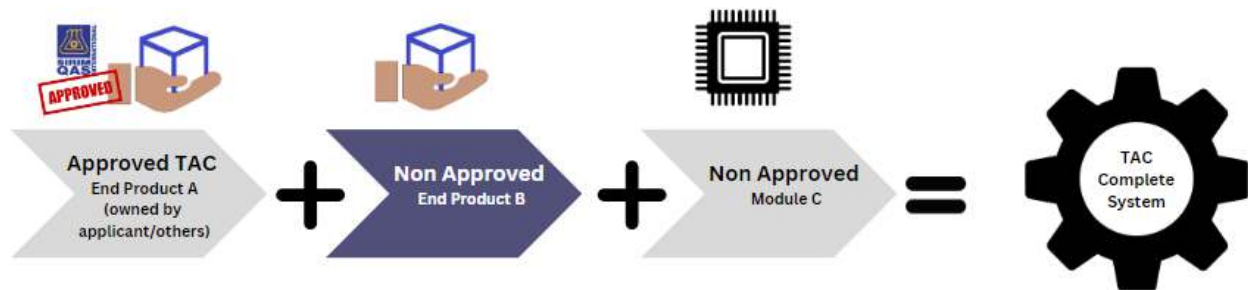 SIRIM
QAS
INTERNATIONAL
APPROVED
Approved TAC
End Product A
(owned by
applicant/others)
Non Approved
End Product B
Non Approved
Module C
TAC
Complete
System